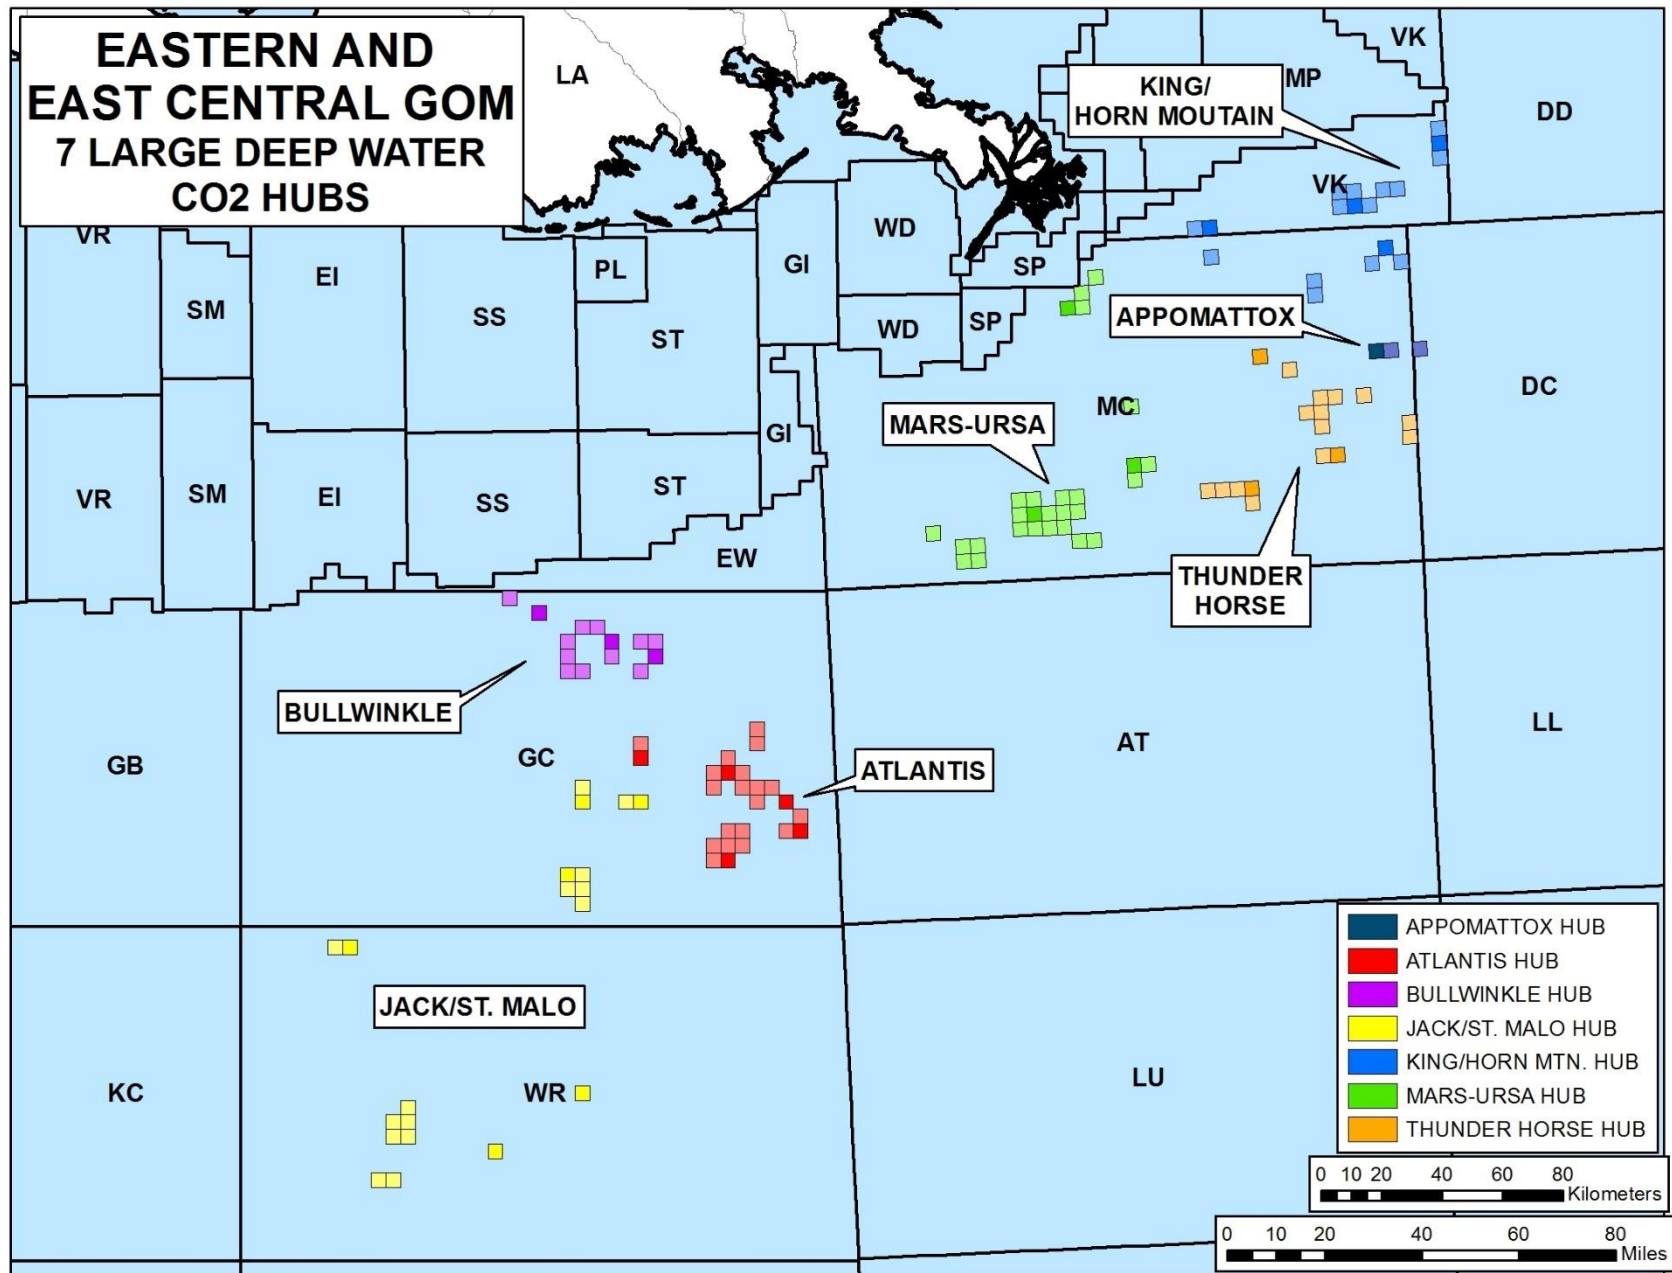 EASTERN AND
EAST CENTRAL GOM
7 LARGE DEEP WATER
CO2 HUBS
LA
VK
MP
KING/
HORN MOUTAIN
DD
VK
VR
SM
EI
SS
PL
ST
GI
WD
WD
SP
SP
APPOMATTOX
DC
MC
MARS-URSA
GI
VR
SM
EI
SS
ST
EW
THUNDER
HORSE
BULLWINKLE
GB
GC
ATLANTIS
AT
LL
JACK/ST. MALO
KC
WR
LU
APPOMATTOX HUB
ATLANTIS HUB
BULLWINKLE HUB
JACK/ST. MALO HUB
KING/HORN MTN. HUB
MARS-URSA HUB
THUNDER HORSE HUB
0 10 20 40 60 80
Kilometers
0 10 20 40 60 80
Miles